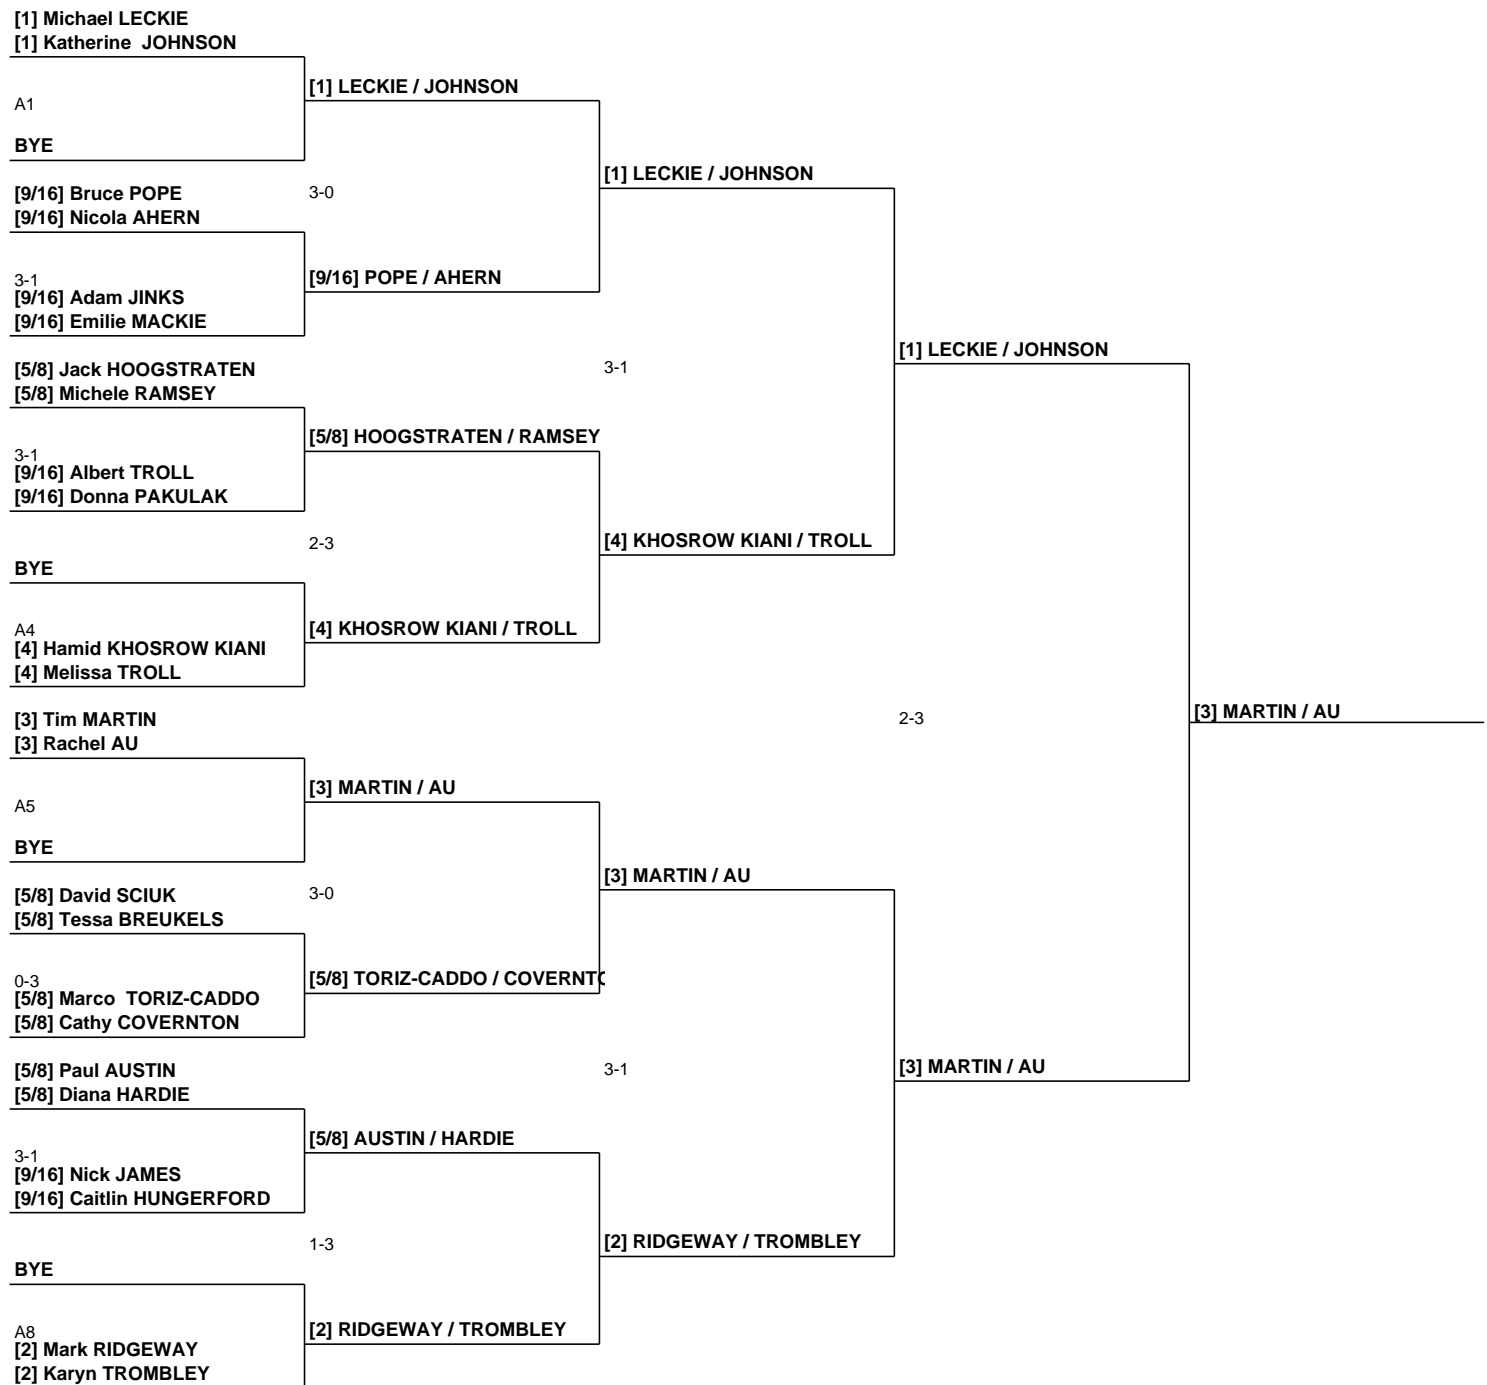 [1] Michael LECKIE
[1] Katherine  JOHNSON
[1] LECKIE / JOHNSON
A1
BYE
[1] LECKIE / JOHNSON
[9/16] Bruce POPE
3-0
[9/16] Nicola AHERN
[9/16] POPE / AHERN
3-1
[9/16] Adam JINKS
[9/16] Emilie MACKIE
[1] LECKIE / JOHNSON
[5/8] Jack HOOGSTRATEN
3-1
[5/8] Michele RAMSEY
[5/8] HOOGSTRATEN / RAMSEY
3-1
[9/16] Albert TROLL
[9/16] Donna PAKULAK
2-3
[4] KHOSROW KIANI / TROLL
BYE
A4
[4] KHOSROW KIANI / TROLL
[4] Hamid KHOSROW KIANI
[4] Melissa TROLL
[3] Tim MARTIN
2-3
[3] MARTIN / AU
[3] Rachel AU
[3] MARTIN / AU
A5
BYE
[3] MARTIN / AU
[5/8] David SCIUK
3-0
[5/8] Tessa BREUKELS
[5/8] TORIZ-CADDO / COVERNTO
0-3
[5/8] Marco  TORIZ-CADDO
[5/8] Cathy COVERNTON
[5/8] Paul AUSTIN
3-1
[3] MARTIN / AU
[5/8] Diana HARDIE
[5/8] AUSTIN / HARDIE
3-1
[9/16] Nick JAMES
[9/16] Caitlin HUNGERFORD
1-3
[2] RIDGEWAY / TROMBLEY
BYE
A8
[2] RIDGEWAY / TROMBLEY
[2] Mark RIDGEWAY
[2] Karyn TROMBLEY